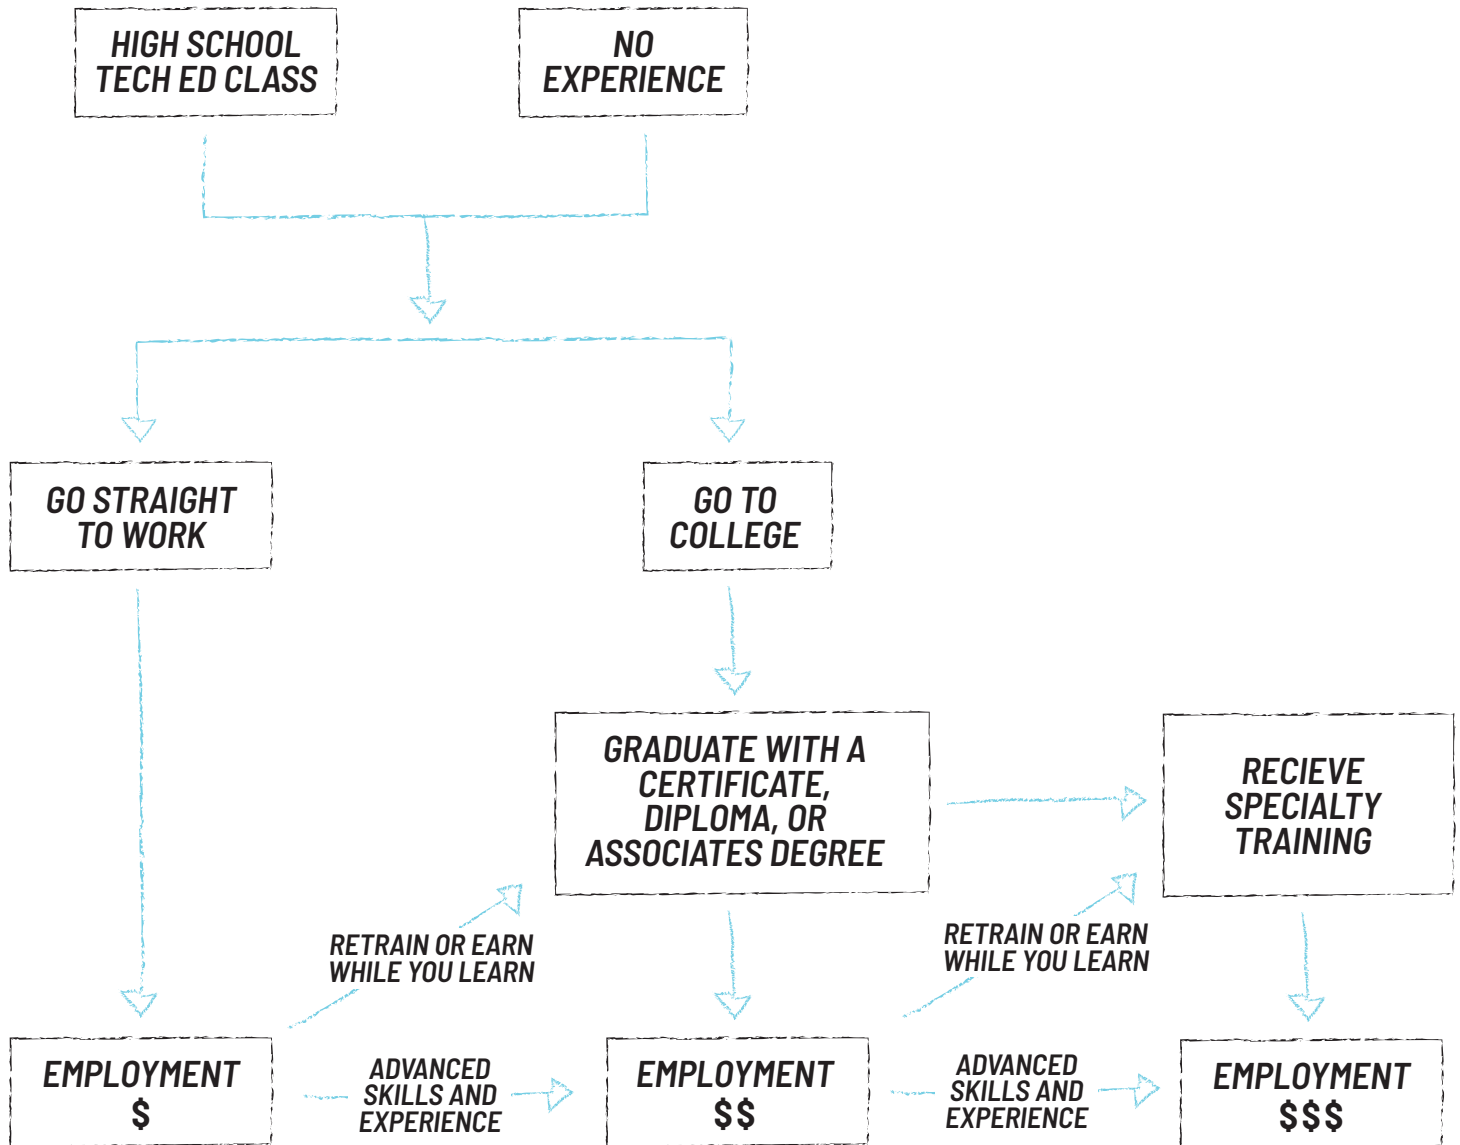 HIGH SCHOOL
TECH ED CLASS
NO
EXPERIENCE
GO STRAIGHT
TO WORK
GO TO
COLLEGE
GRADUATE WITH A
CERTIFICATE,
DIPLOMA, OR
ASSOCIATES DEGREE
RECIEVE
SPECIALTY
TRAINING
RETRAIN OR EARN
WHILE YOU LEARN
RETRAIN OR EARN
WHILE YOU LEARN
EMPLOYMENT
$
ADVANCED
SKILLS AND
EXPERIENCE
EMPLOYMENT
$$
ADVANCED
SKILLS AND
EXPERIENCE
EMPLOYMENT
$$$